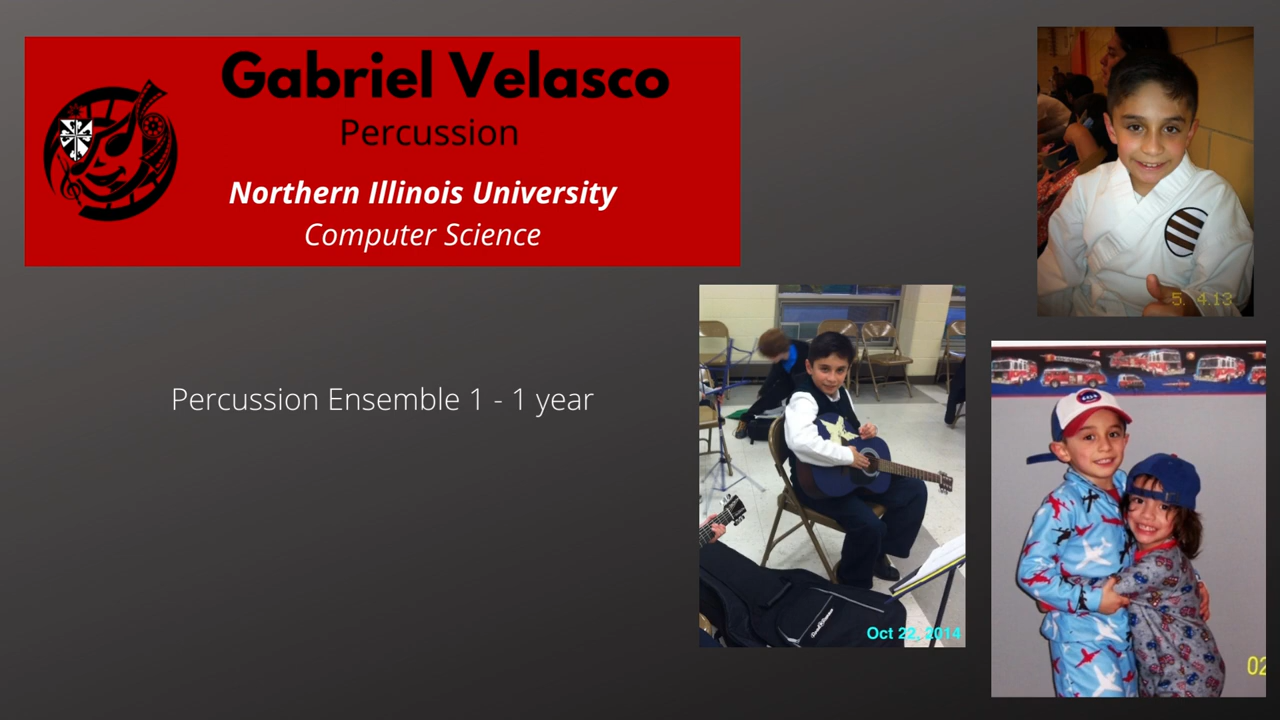 Gabriel Velasco
Percussion
Northern Illinois University
Computer Science
Percussion Ensemble 1 - 1 year
5. 4.13
Oct 22, 2014
02